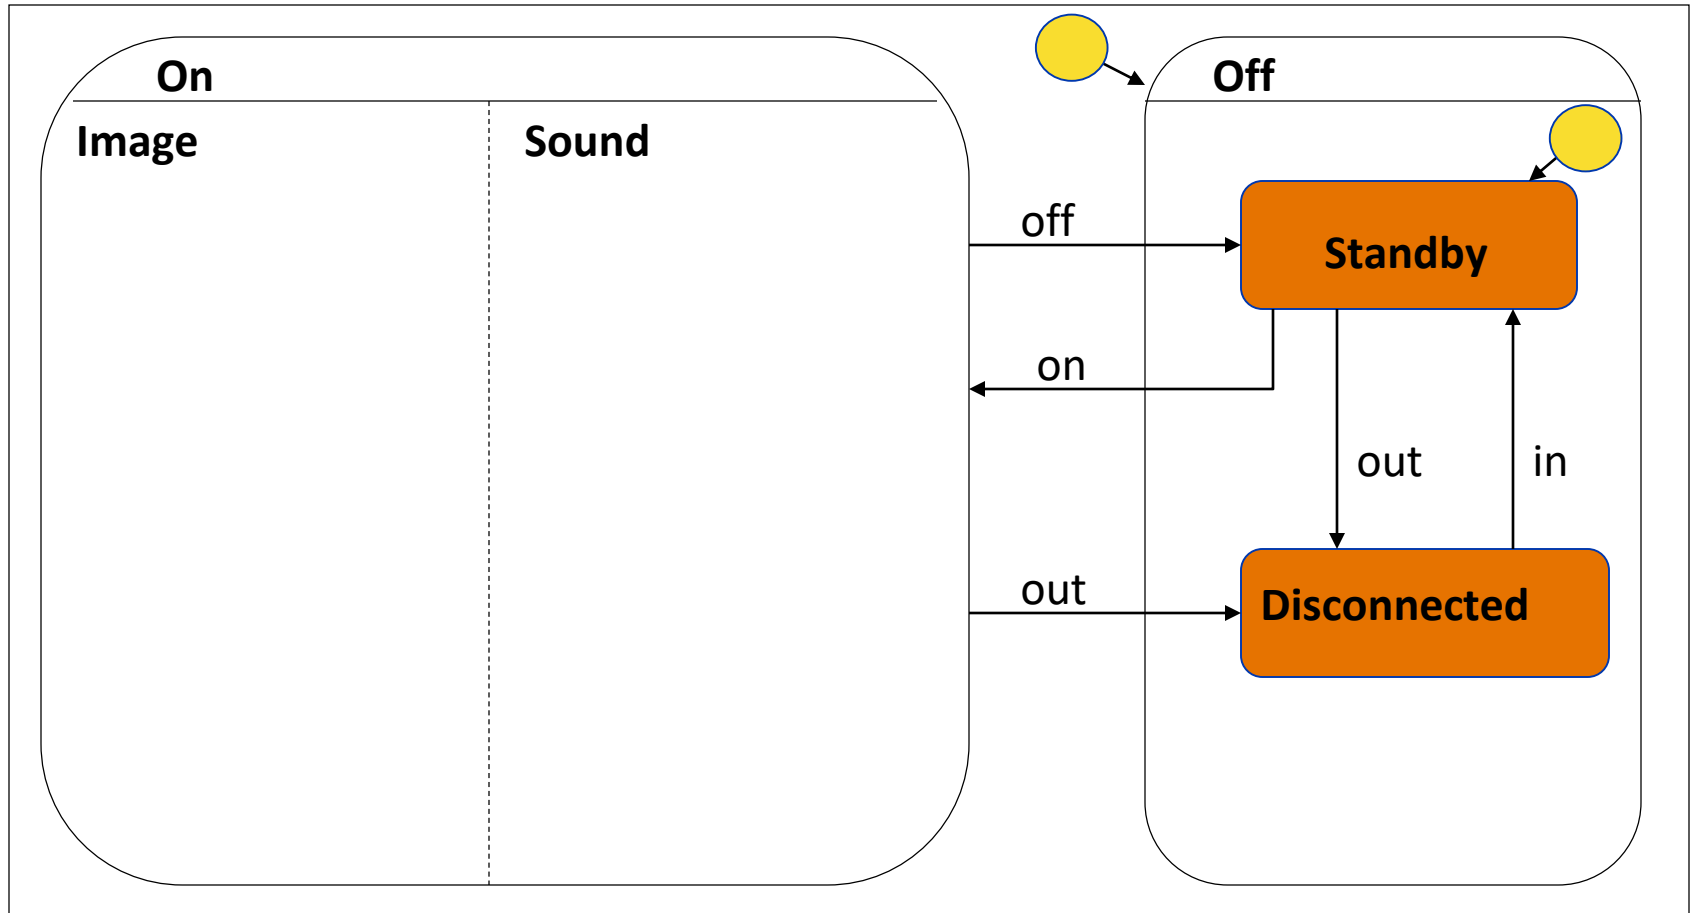 On
Off
Image
Sound
off
Standby
on
out
in
out
Disconnected